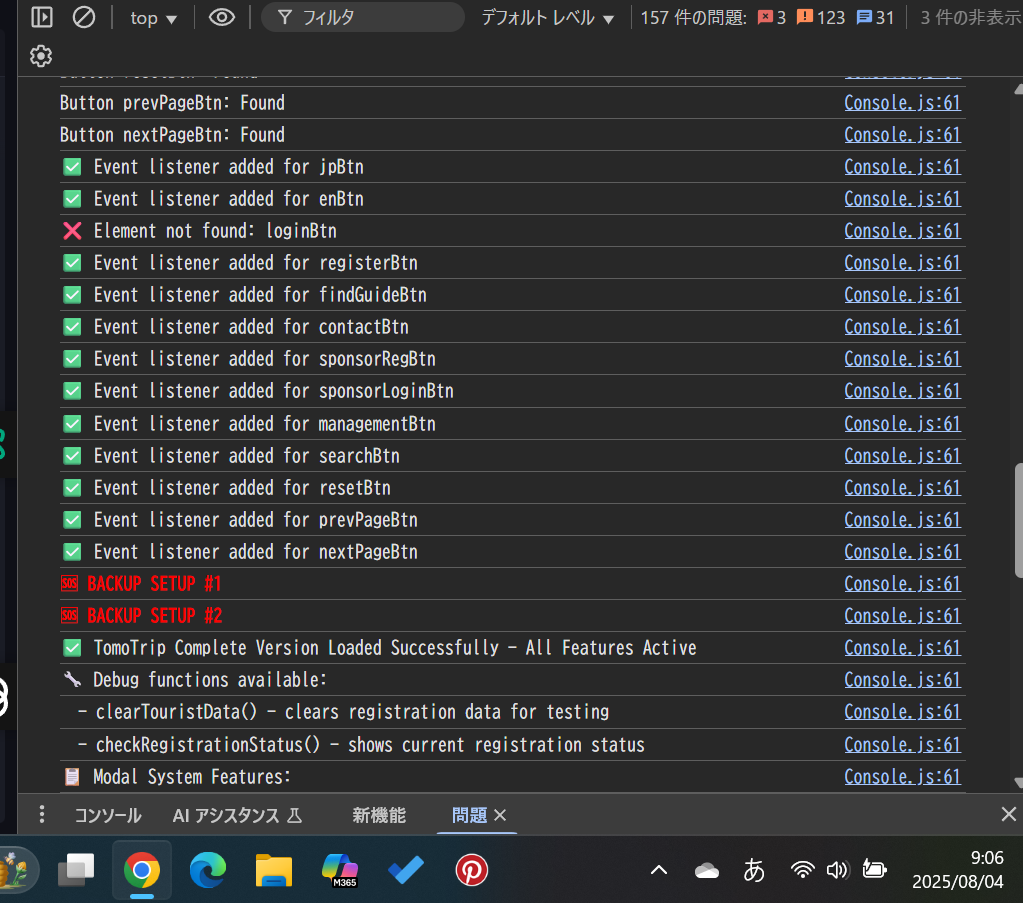 top ▼
フィルタ
デフォルト レベル ▼
157 件の問題: 3 123 31
3 件の非表示
Button prevPageBtn: Found Console.js:61
Button nextPageBtn: Found Console.js:61
✅ Event listener added for jpBtn Console.js:61
✅ Event listener added for enBtn Console.js:61
❌ Element not found: loginBtn Console.js:61
✅ Event listener added for registerBtn Console.js:61
✅ Event listener added for findGuideBtn Console.js:61
✅ Event listener added for contactBtn Console.js:61
✅ Event listener added for sponsorRegBtn Console.js:61
✅ Event listener added for sponsorLoginBtn Console.js:61
✅ Event listener added for managementBtn Console.js:61
✅ Event listener added for searchBtn Console.js:61
✅ Event listener added for resetBtn Console.js:61
✅ Event listener added for prevPageBtn Console.js:61
✅ Event listener added for nextPageBtn Console.js:61
🆘 BACKUP SETUP #1 Console.js:61
🆘 BACKUP SETUP #2 Console.js:61
✅ TomoTrip Complete Version Loaded Successfully - All Features Active Console.js:61
🔧 Debug functions available: Console.js:61
- clearTouristData() - clears registration data for testing Console.js:61
- checkRegistrationStatus() - shows current registration status Console.js:61
📋 Modal System Features: Console.js:61
コンソール AI アシスタンス 新機能 問題 ×
M365
あ
9:06
2025/08/04